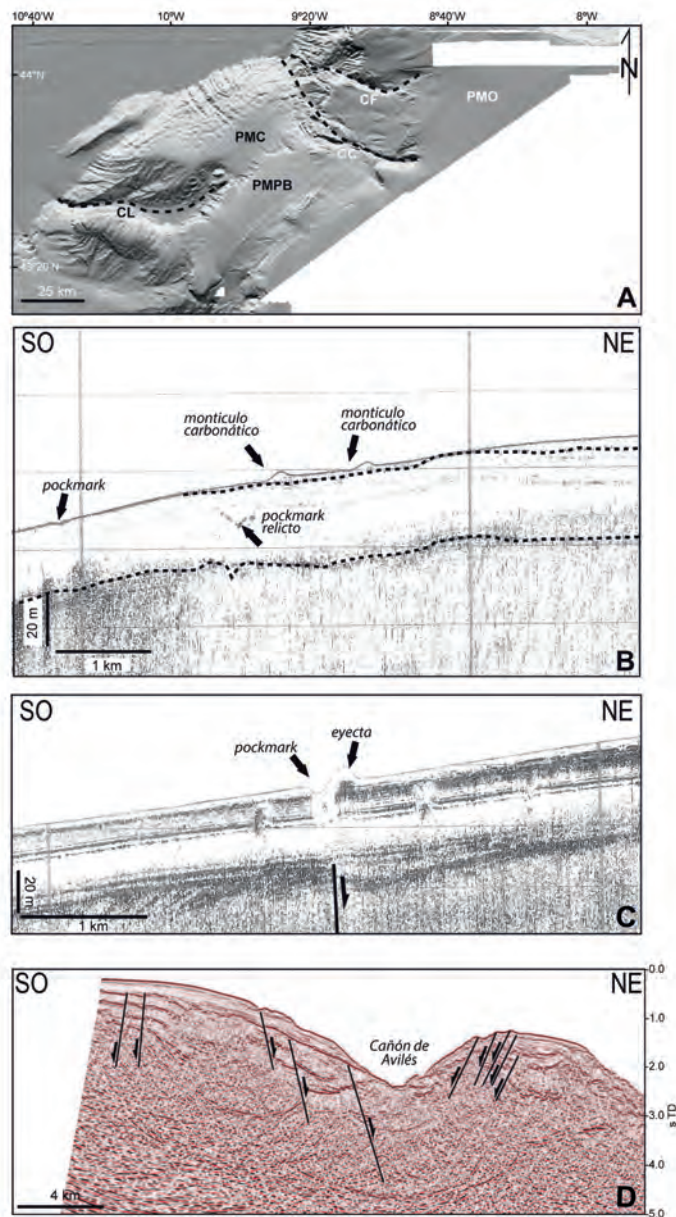 10°40'W 10°W 9°20'W 8°40'W 8°W
44°N
N
CF
PMO
PMC
CC
PMPB
CL
43°20'N
25 km
A
SO NE
monticulo carbonático
monticulo carbonático
pockmark
pockmark relicto
20 m
1 km
B
SO NE
pockmark
eyecta
20 m
1 km
C
SO NE
0.0
1.0
Cañón de Avilés
2.0
3.0
s TD
4.0
4 km
5.0
D